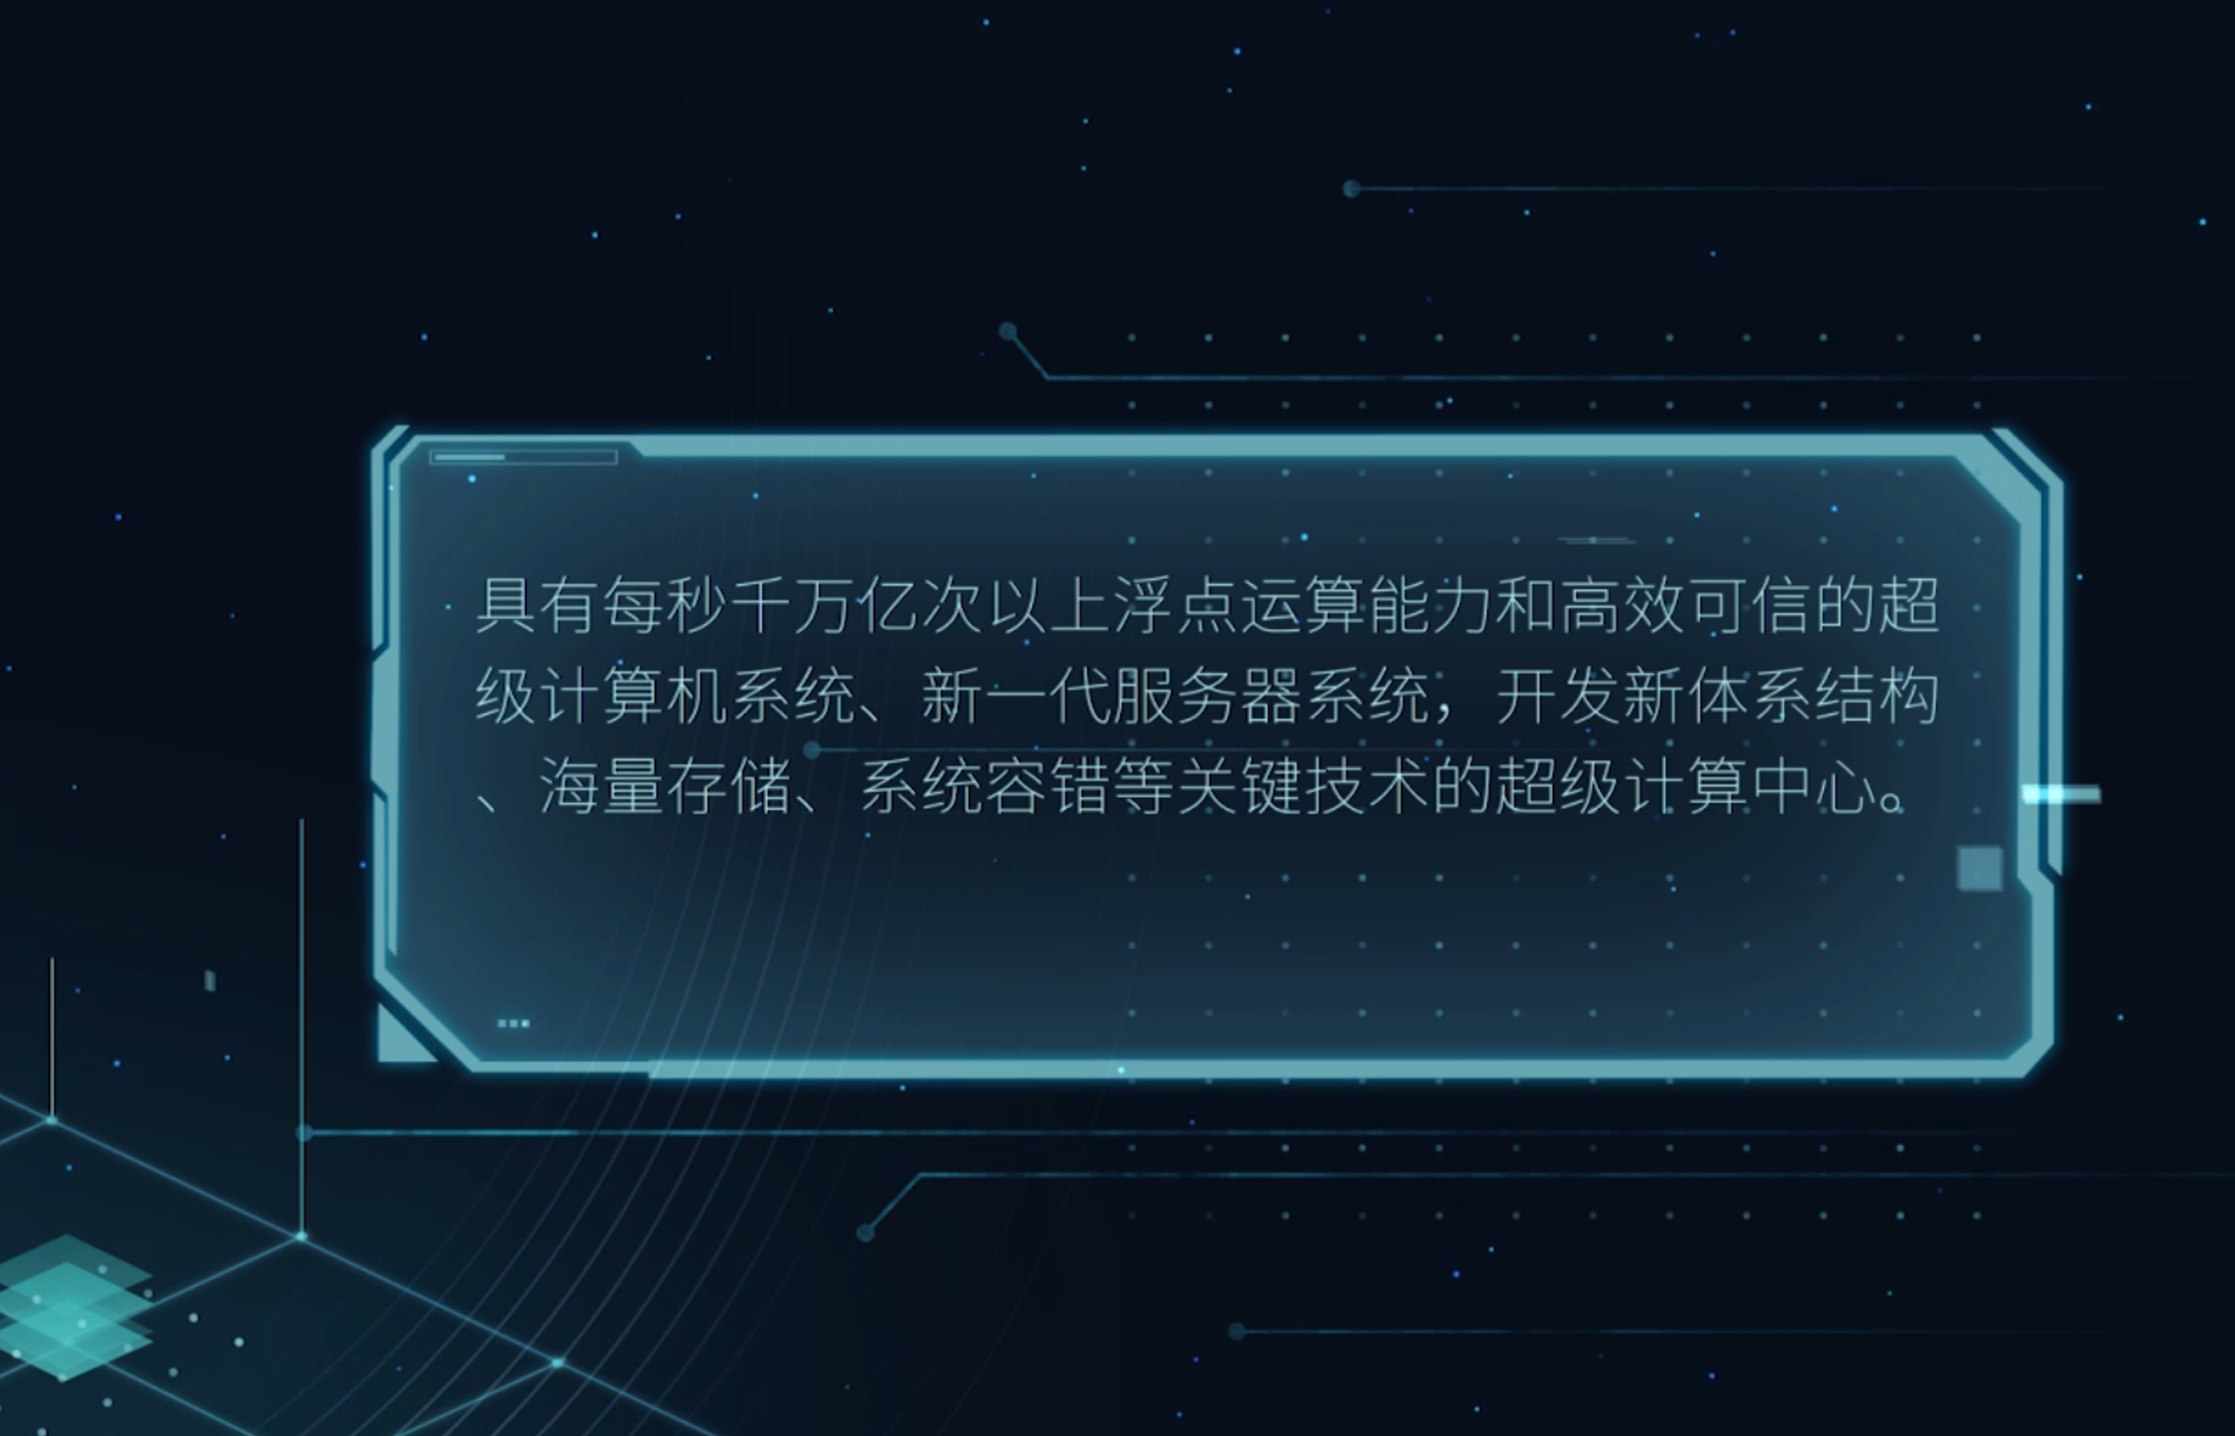 具有每秒千万亿次以上浮点运算能力和高效可信的超
级计算机系统、新一代服务器系统，开发新体系结构
、海量存储、系统容错等关键技术的超级计算中心。